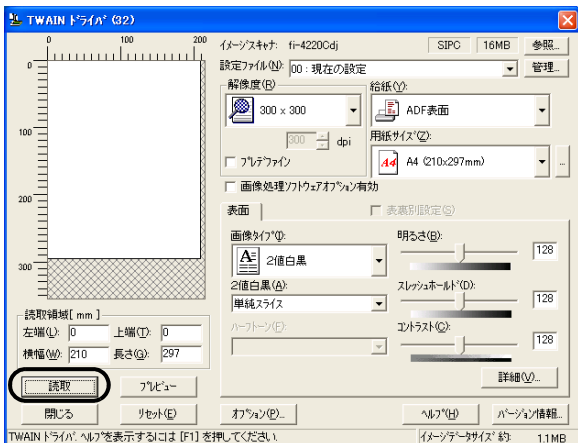 TWAIN ドライバ (32)
0 100 200
0
100
200
300
イメージスキャナ: fi-4220Cdj SIPC 16MB 参照...
設定ファイル(N): 00 : 現在の設定 管理...
解像度(R)
300 x 300
300 dpi
プレデファイン
給紙(Y):
ADF表面
用紙サイズ(Z):
A4 A4 (210x297mm) ...
画像処理ソフトウェアオプション有効
表面 表裏別設定(S)
画像タイプ(I):
2値白黒
2値白黒(A):
単純スライス
ハーフトーン(F):
明るさ(B):
128
スレッショールド(D):
128
コントラスト(C):
128
詳細(V)...
読取領域[ mm ]
左端(L): 0 上端(T): 0
横幅(W): 210 長さ(G): 297
読取 プレビュー
閉じる リセット(E) オプション(P)... ヘルプ(H) バージョン情報...
TWAIN ドライバ. ヘルプを表示するには [F1] を押してください. イメージデータサイズ 約: 1.1MB